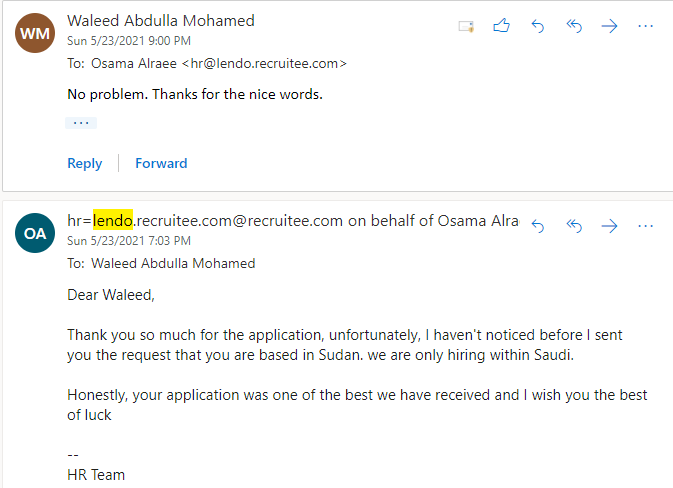 WM
Waleed Abdulla Mohamed
Sun 5/23/2021 9:00 PM
To: Osama Alraee <hr@lendo.recruitee.com>
No problem. Thanks for the nice words.
...
Reply | Forward
OA
hr=lendo.recruitee.com@recruitee.com on behalf of Osama Alra
Sun 5/23/2021 7:03 PM
To: Waleed Abdulla Mohamed
Dear Waleed,
Thank you so much for the application, unfortunately, I haven't noticed before I sent
you the request that you are based in Sudan. we are only hiring within Saudi.
Honestly, your application was one of the best we have received and I wish you the best
of luck
--
HR Team